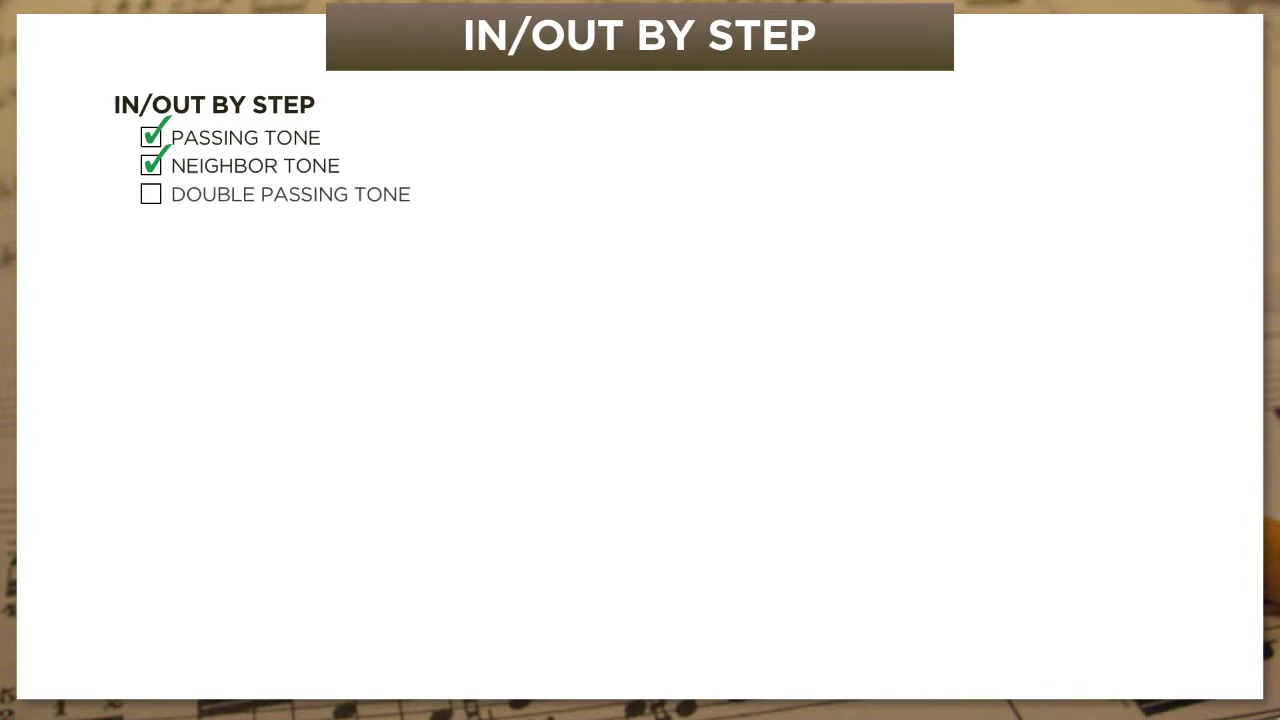 IN/OUT BY STEP
IN/OUT BY STEP
PASSING TONE
NEIGHBOR TONE
DOUBLE PASSING TONE